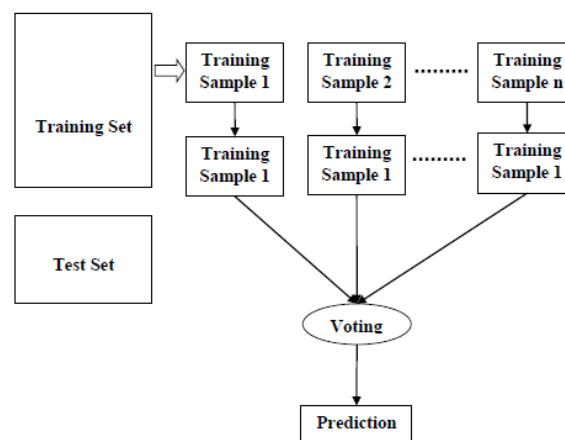 Training Set
Training
Sample 1
Training
Sample 2
Training
Sample n
Training
Sample 1
Training
Sample 1
Training
Sample 1
Test Set
Voting
Prediction